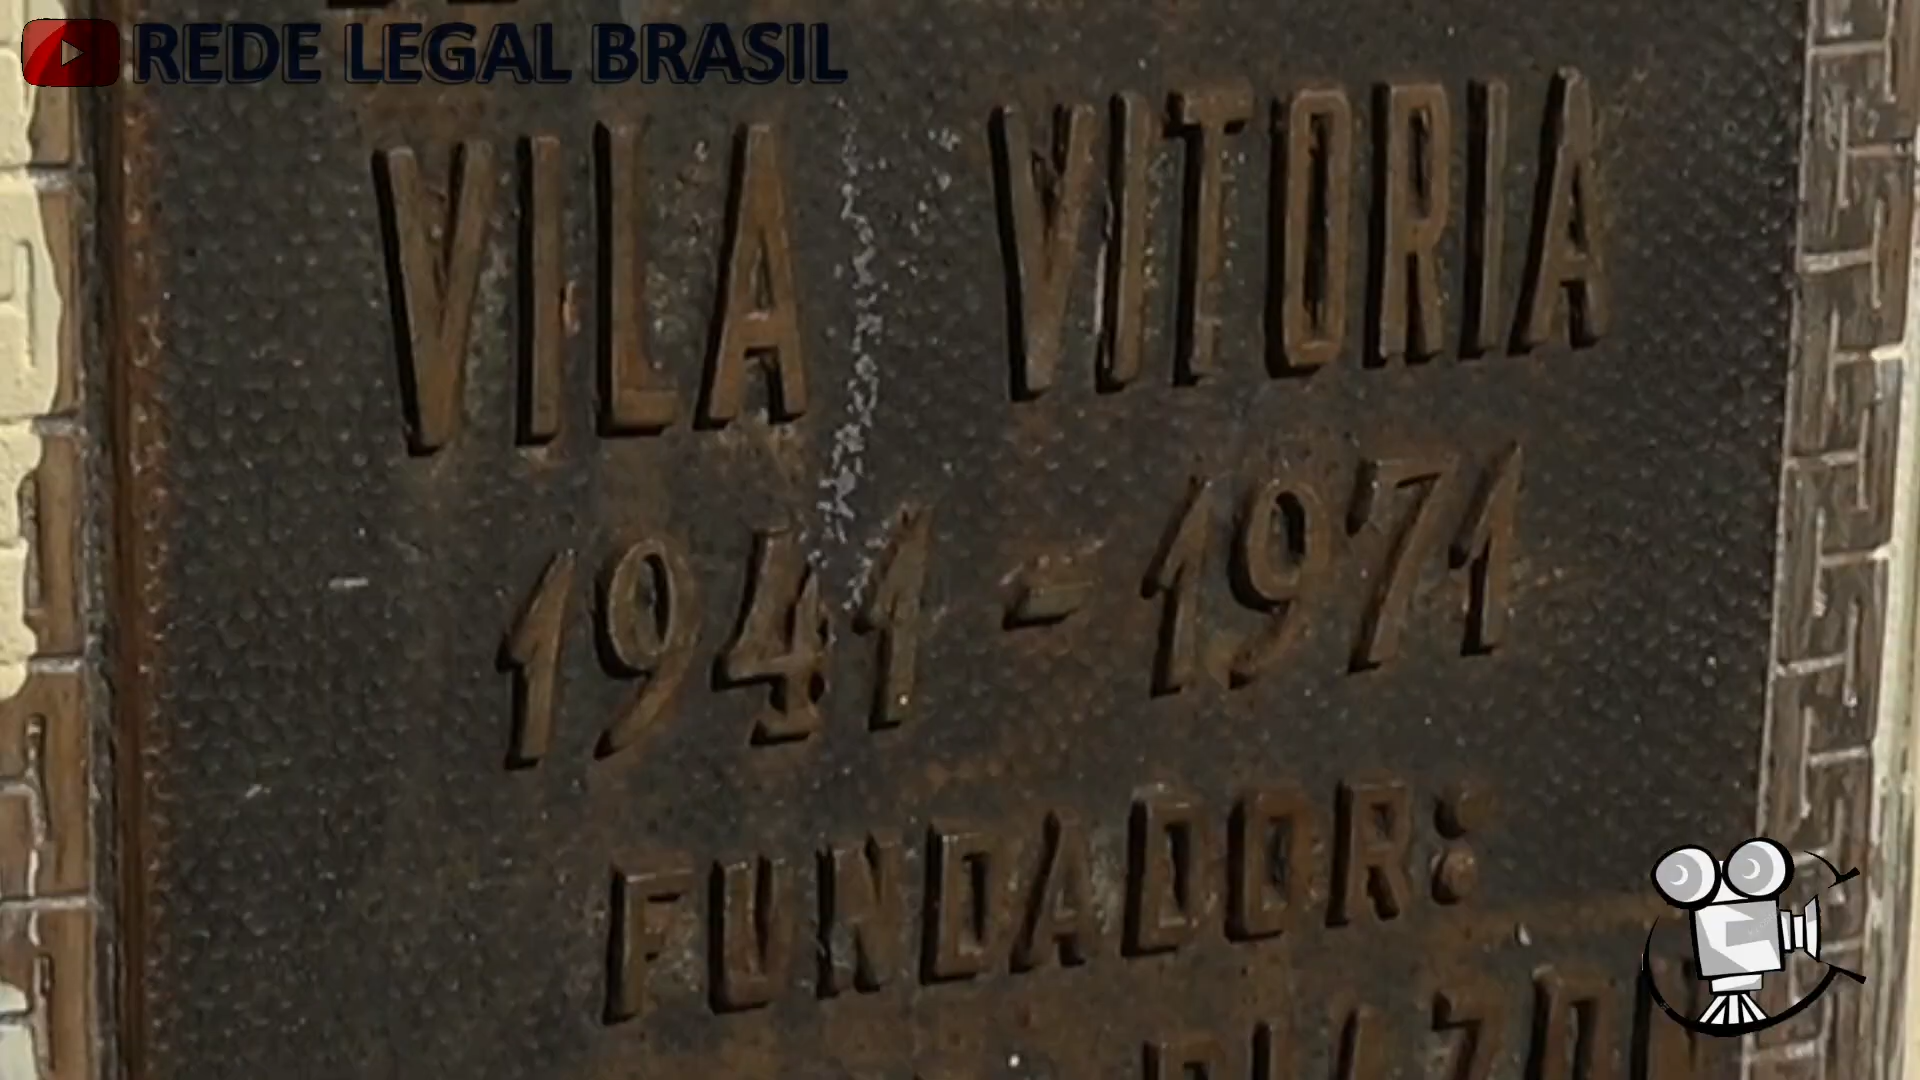 REDE LEGAL BRASIL
VILA VITORIA
1941 - 1971
FUNDADOR: